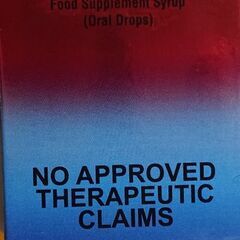 Food Supplement Syrup
(Oral Drops)
NO APPROVED
THERAPEUTIC
CLAIMS